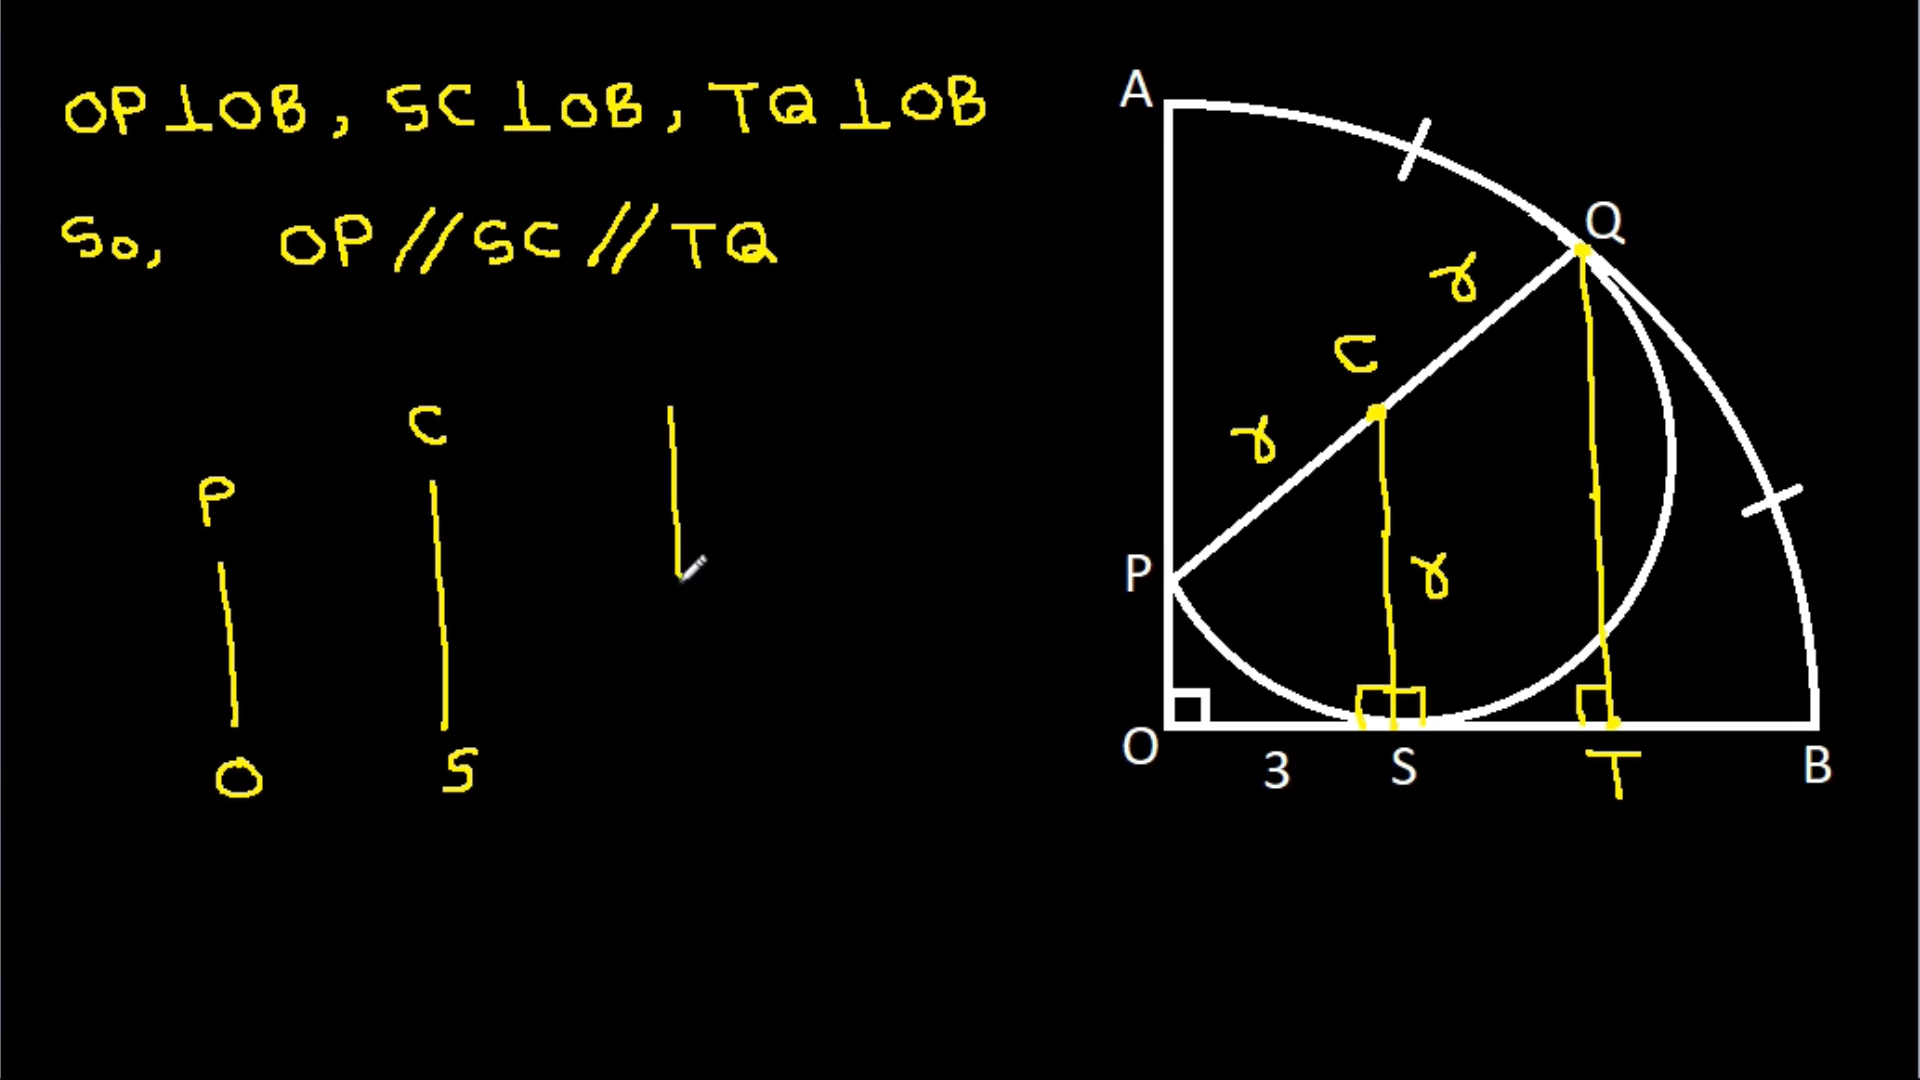 OP⊥OB, SC⊥OB, TQ⊥OB
So, OP//SC//TQ
C
P
O
S
A
Q
r
C
r
P
r
O
3
S
T
B